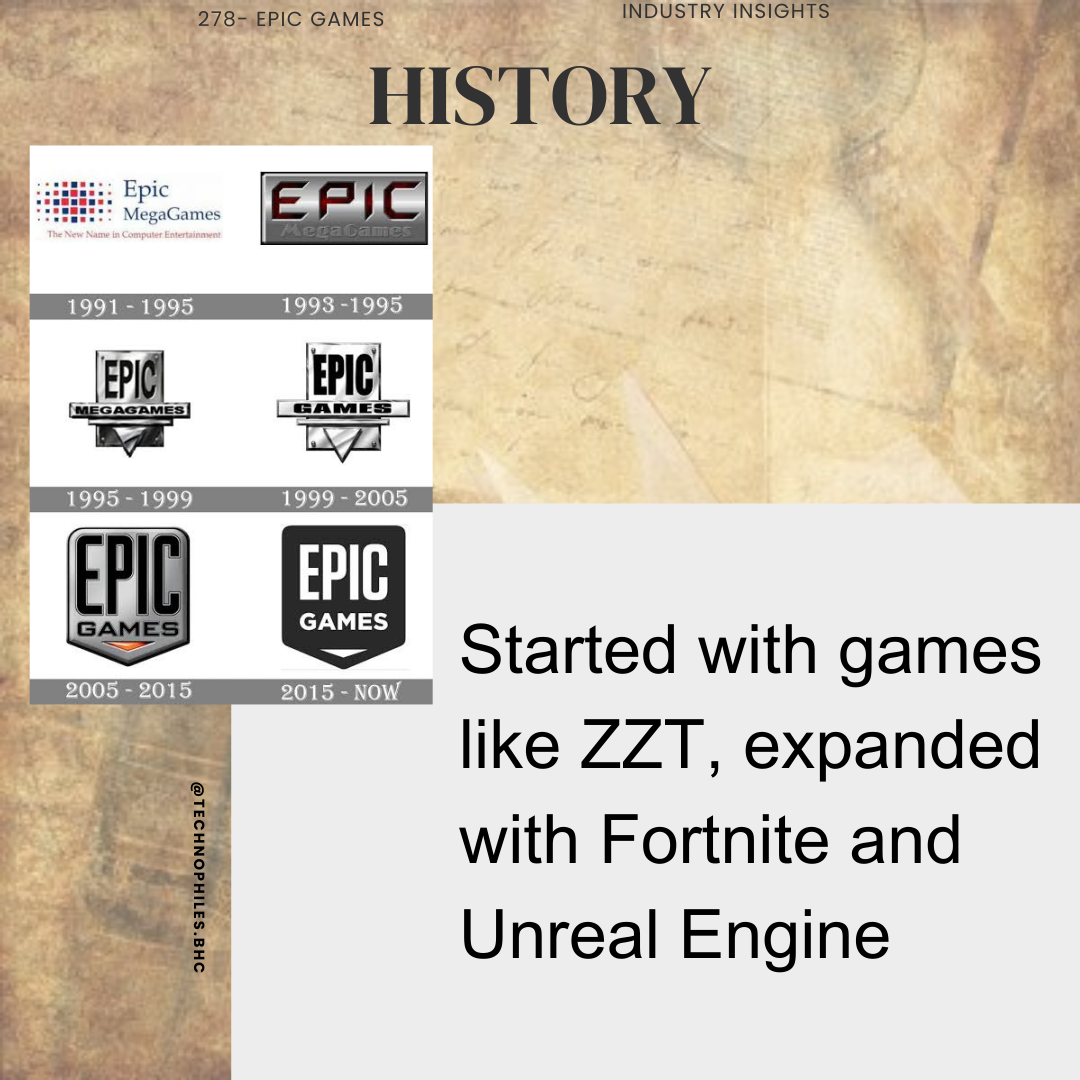 278- EPIC GAMES
INDUSTRY INSIGHTS
HISTORY
Epic
MegaGames
The New Name in Computer Entertainment
EPIC
MegaGames
1991 - 1995
1993 -1995
EPIC
MEGAGAMES
EPIC
GAMES
1995 - 1999
1999 - 2005
EPIC
GAMES
EPIC
GAMES
2005 - 2015
2015 - NOW
Started with games
like ZZT, expanded
with Fortnite and
Unreal Engine
@TECHNOPHILES.BHC